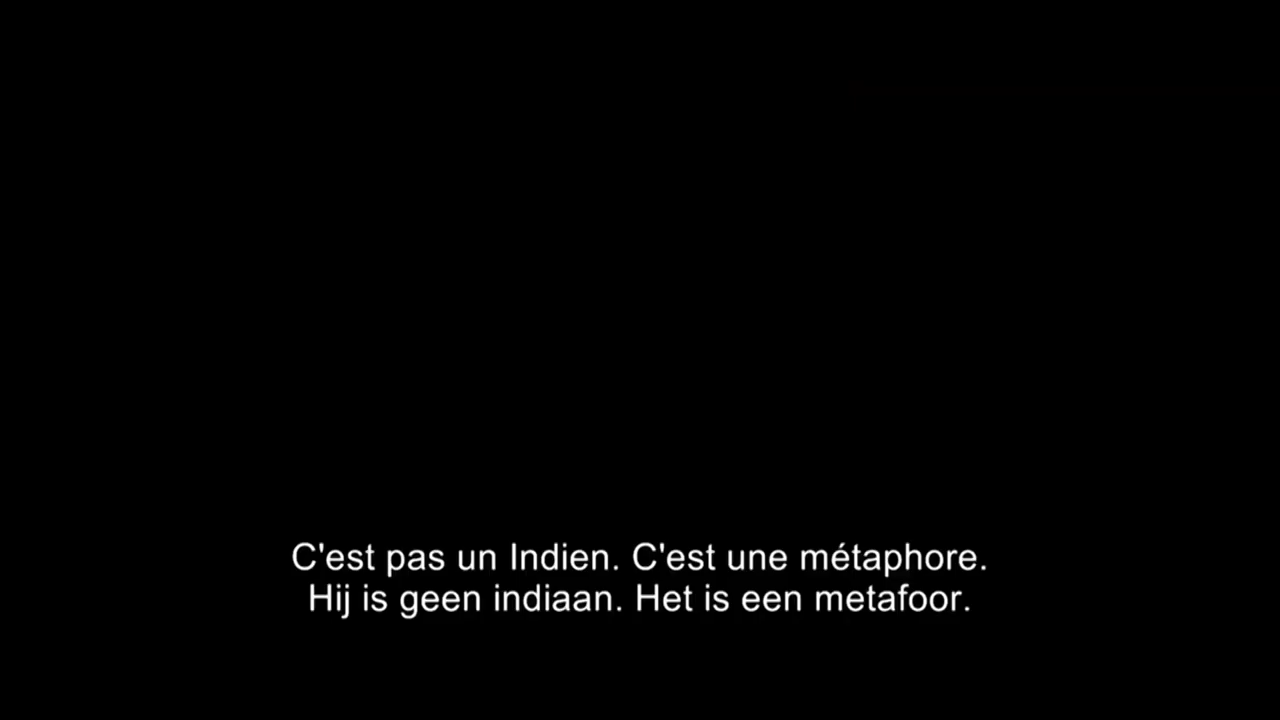 C'est pas un Indien. C'est une métaphore.
Hij is geen indiaan. Het is een metafoor.